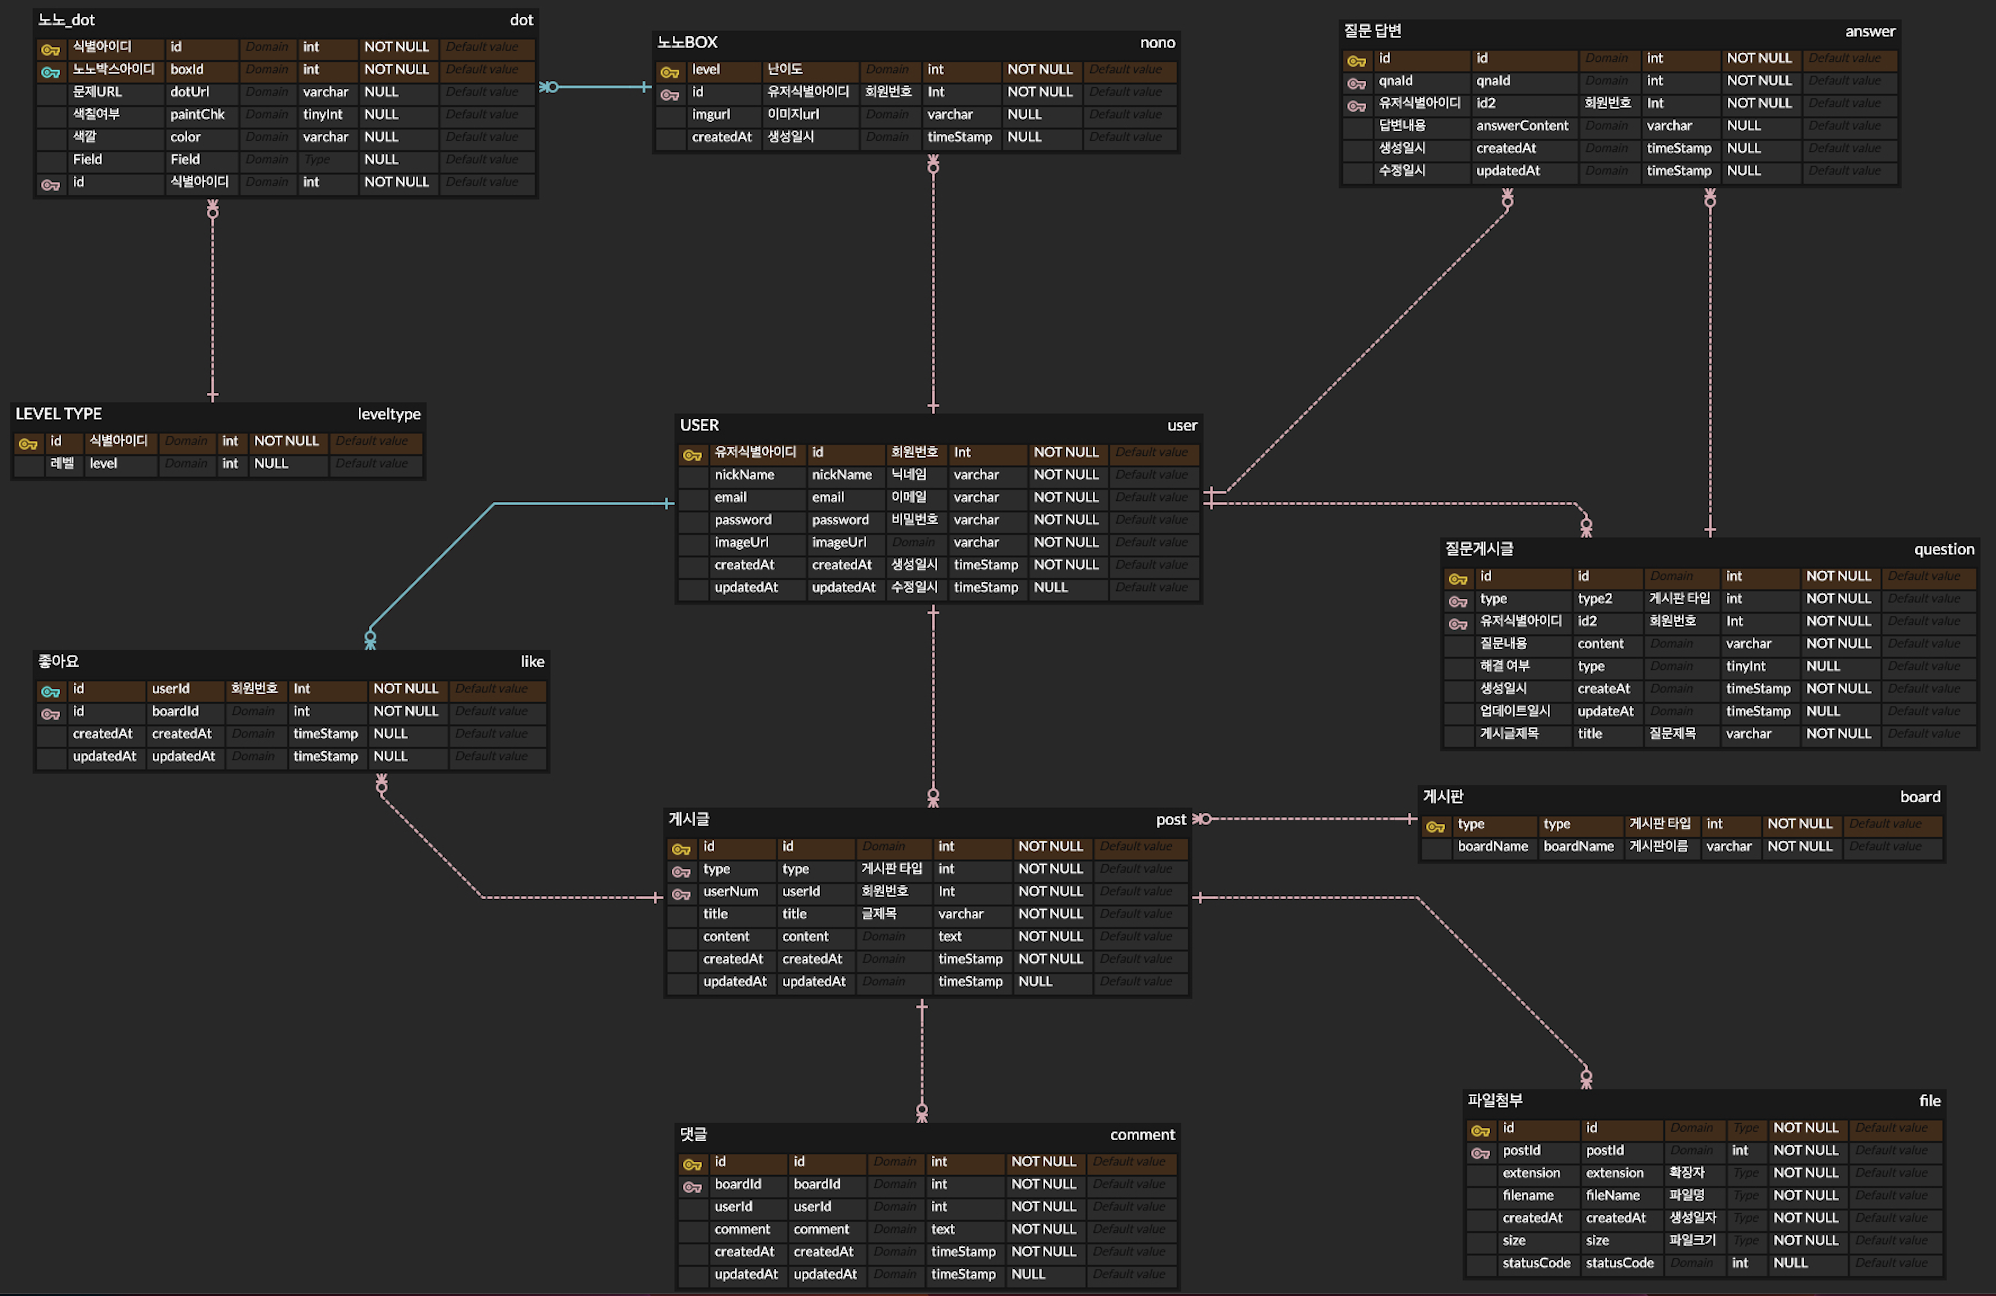 노노_dot dot
식별아이디 id Domain int NOT NULL Default value
노노박스아이디 boxId Domain int NOT NULL Default value
문제URL dotUrl Domain varchar NULL Default value
색칠여부 paintChk Domain tinyInt NULL Default value
색깔 color Domain varchar NULL Default value
Field Field Domain Type NULL Default value
id 식별아이디 Domain int NOT NULL Default value
노노BOX nono
level 난이도 Domain int NOT NULL Default value
id 유저식별아이디 회원번호 Int NOT NULL Default value
imgurl 이미지url Domain varchar NULL Default value
createdAt 생성일시 Domain timeStamp NULL Default value
질문 답변 answer
id id Domain int NOT NULL Default value
qnaId qnaId Domain int NOT NULL Default value
유저식별아이디 id2 회원번호 Int NOT NULL Default value
답변내용 answerContent Domain varchar NULL Default value
생성일시 createdAt Domain timeStamp NULL Default value
수정일시 updatedAt Domain timeStamp NULL Default value
LEVEL TYPE leveltype
id 식별아이디 Domain int NOT NULL Default value
레벨 level Domain int NULL Default value
USER user
유저식별아이디 id 회원번호 Int NOT NULL Default value
nickName nickName 닉네임 varchar NOT NULL Default value
email email 이메일 varchar NOT NULL Default value
password password 비밀번호 varchar NOT NULL Default value
imageUrl imageUrl Domain varchar NOT NULL Default value
createdAt createdAt 생성일시 timeStamp NOT NULL Default value
updatedAt updatedAt 수정일시 timeStamp NULL Default value
질문게시글 question
id id Domain int NOT NULL Default value
type type2 게시판 타입 int NOT NULL Default value
유저식별아이디 id2 회원번호 Int NOT NULL Default value
질문내용 content Domain varchar NOT NULL Default value
해결 여부 type Domain tinyInt NULL Default value
생성일시 createAt Domain timeStamp NOT NULL Default value
업데이트일시 updateAt Domain timeStamp NULL Default value
게시글제목 title 질문제목 varchar NOT NULL Default value
좋아요 like
id userId 회원번호 Int NOT NULL Default value
id boardId Domain int NOT NULL Default value
createdAt createdAt Domain timeStamp NULL Default value
updatedAt updatedAt Domain timeStamp NULL Default value
게시글 post
id id Domain int NOT NULL Default value
type type 게시판 타입 int NOT NULL Default value
userNum userId 회원번호 Int NOT NULL Default value
title title 글제목 varchar NOT NULL Default value
content content Domain text NOT NULL Default value
createdAt createdAt Domain timeStamp NOT NULL Default value
updatedAt updatedAt Domain timeStamp NULL Default value
게시판 board
type type 게시판 타입 int NOT NULL Default value
boardName boardName 게시판이름 varchar NOT NULL Default value
댓글 comment
id id Domain int NOT NULL Default value
boardId boardId Domain int NOT NULL Default value
userId userId Domain int NOT NULL Default value
comment comment Domain text NOT NULL Default value
createdAt createdAt Domain timeStamp NOT NULL Default value
updatedAt updatedAt Domain timeStamp NULL Default value
파일첨부 file
id id Domain Type NOT NULL Default value
postId postId Domain int NOT NULL Default value
extension extension 확장자 Type NOT NULL Default value
filename fileName 파일명 Type NOT NULL Default value
createdAt createdAt 생성일자 Type NOT NULL Default value
size size 파일크기 Type NOT NULL Default value
statusCode statusCode Domain int NULL Default value